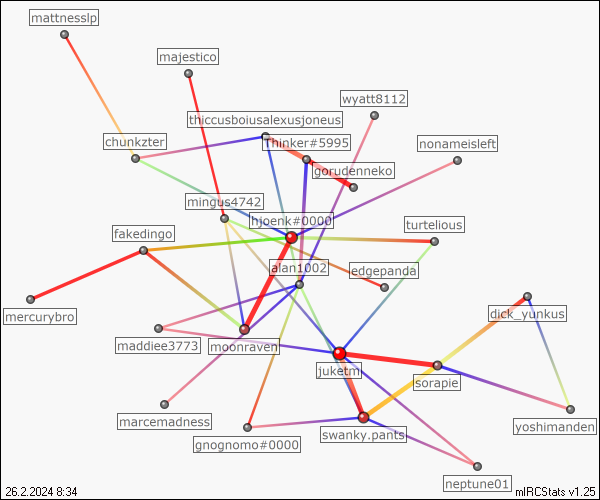 mattnesslp
majestico
wyatt8112
thiccusboiusalexusjoneus
chunkzter
Thinker#5995
nonameisleft
gorudenneko
mingus4742
hjoenk#0000
turtelious
fakedingo
alan1002
edgepanda
mercurybro
dick_yunkus
maddiee3773
moonraven
juketm
sorapie
marcemadness
yoshimanden
gnognomo#0000
swanky.pants
neptune01
26.2.2024 8:34
mIRCStats v1.25